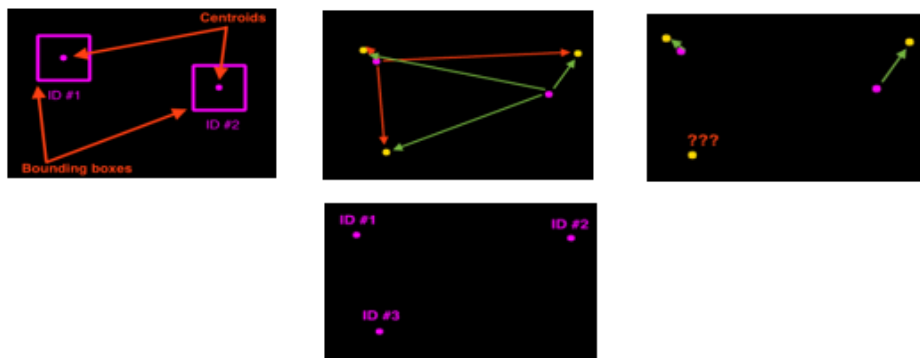 Centroids
ID #1
ID #2
Bounding boxes
???
ID #1
ID #2
ID #3